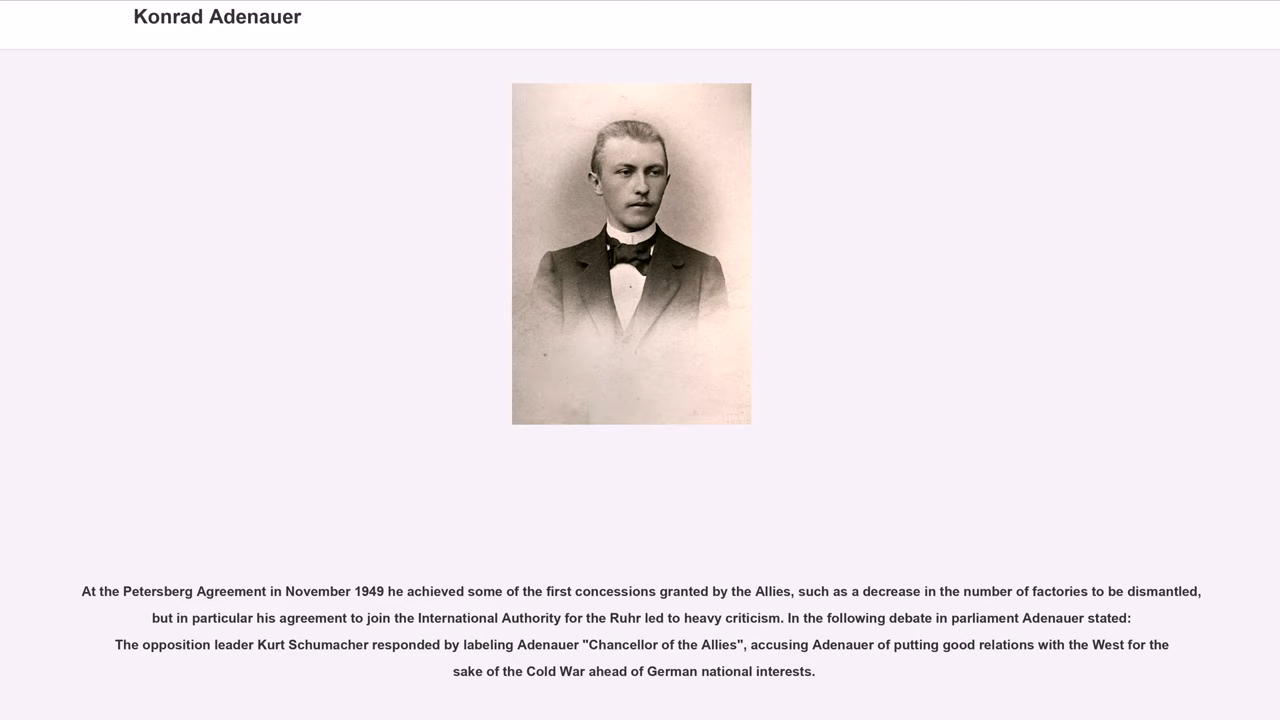 Konrad Adenauer
At the Petersberg Agreement in November 1949 he achieved some of the first concessions granted by the Allies, such as a decrease in the number of factories to be dismantled,
but in particular his agreement to join the International Authority for the Ruhr led to heavy criticism. In the following debate in parliament Adenauer stated:
The opposition leader Kurt Schumacher responded by labeling Adenauer "Chancellor of the Allies", accusing Adenauer of putting good relations with the West for the
sake of the Cold War ahead of German national interests.